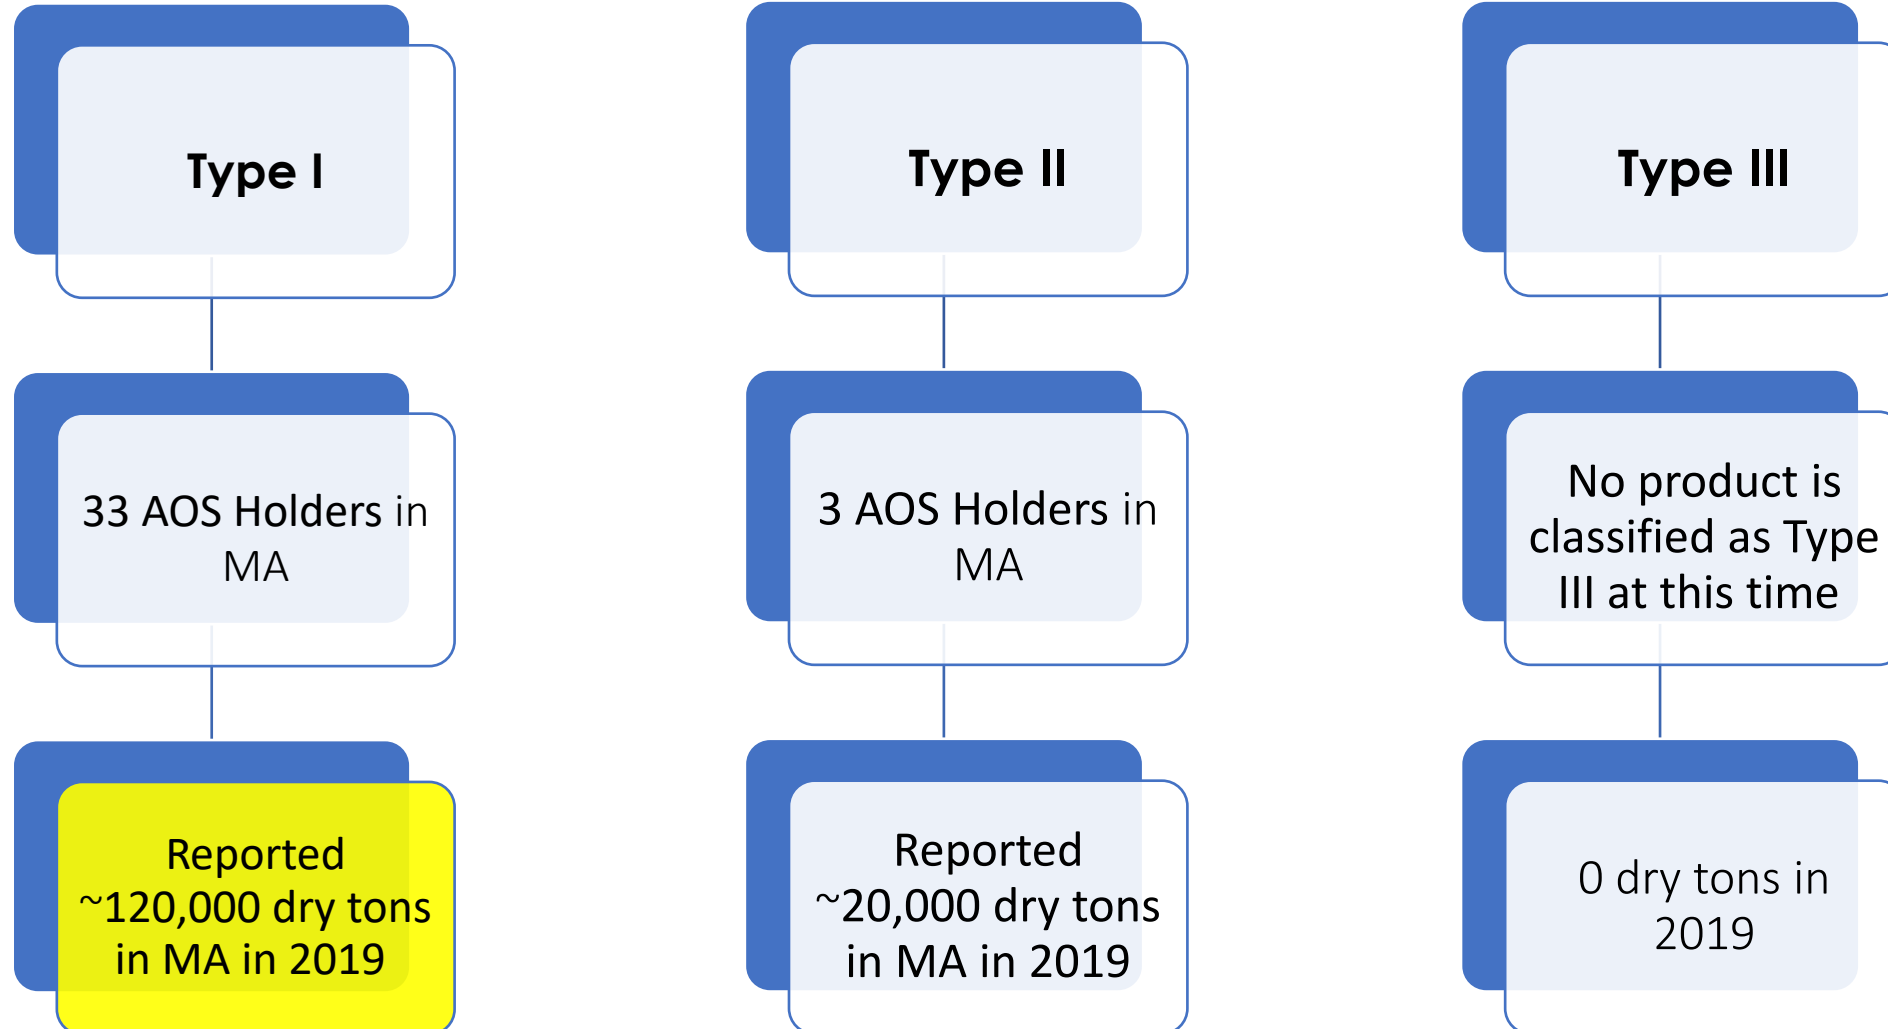 Type I
33 AOS Holders in
MA
Reported
~120,000 dry tons
in MA in 2019
Type II
3 AOS Holders in
MA
Reported
~20,000 dry tons
in MA in 2019
Type III
No product is
classified as Type
III at this time
0 dry tons in
2019